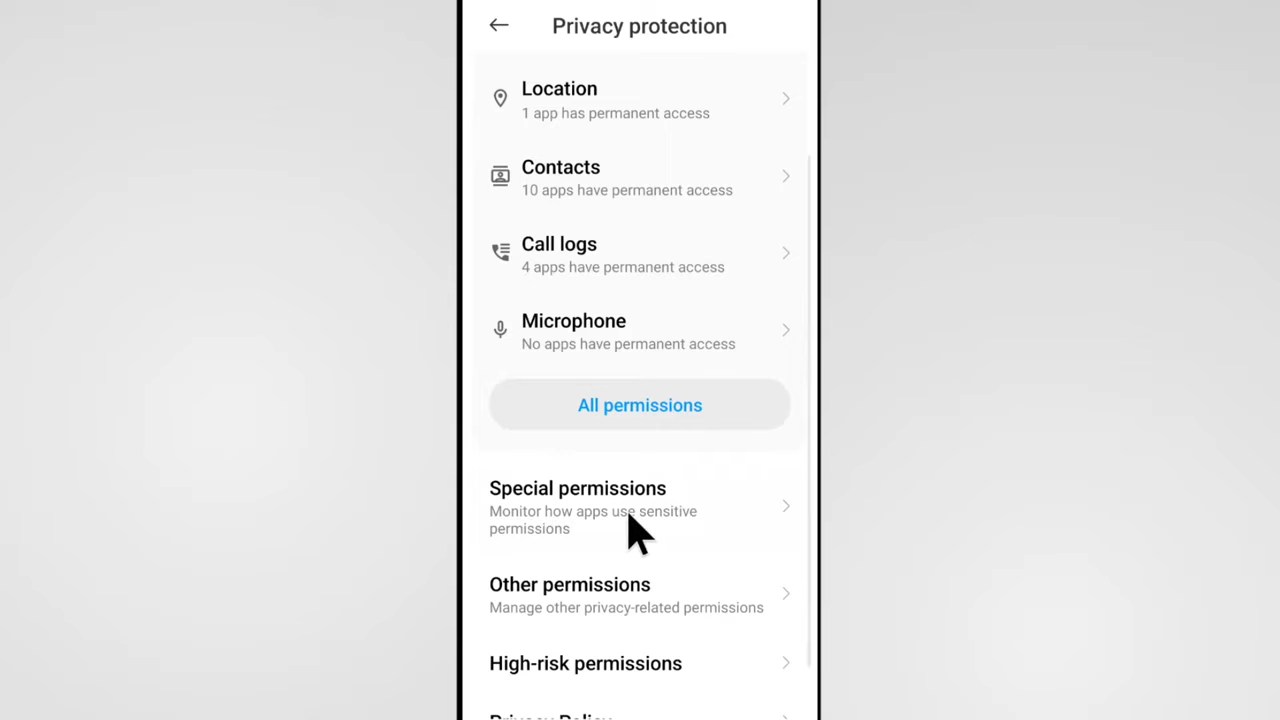 Privacy protection
Location
1 app has permanent access
Contacts
10 apps have permanent access
Call logs
4 apps have permanent access
Microphone
No apps have permanent access
All permissions
Special permissions
Monitor how apps use sensitive
permissions
Other permissions
Manage other privacy-related permissions
High-risk permissions
Privacy Policy